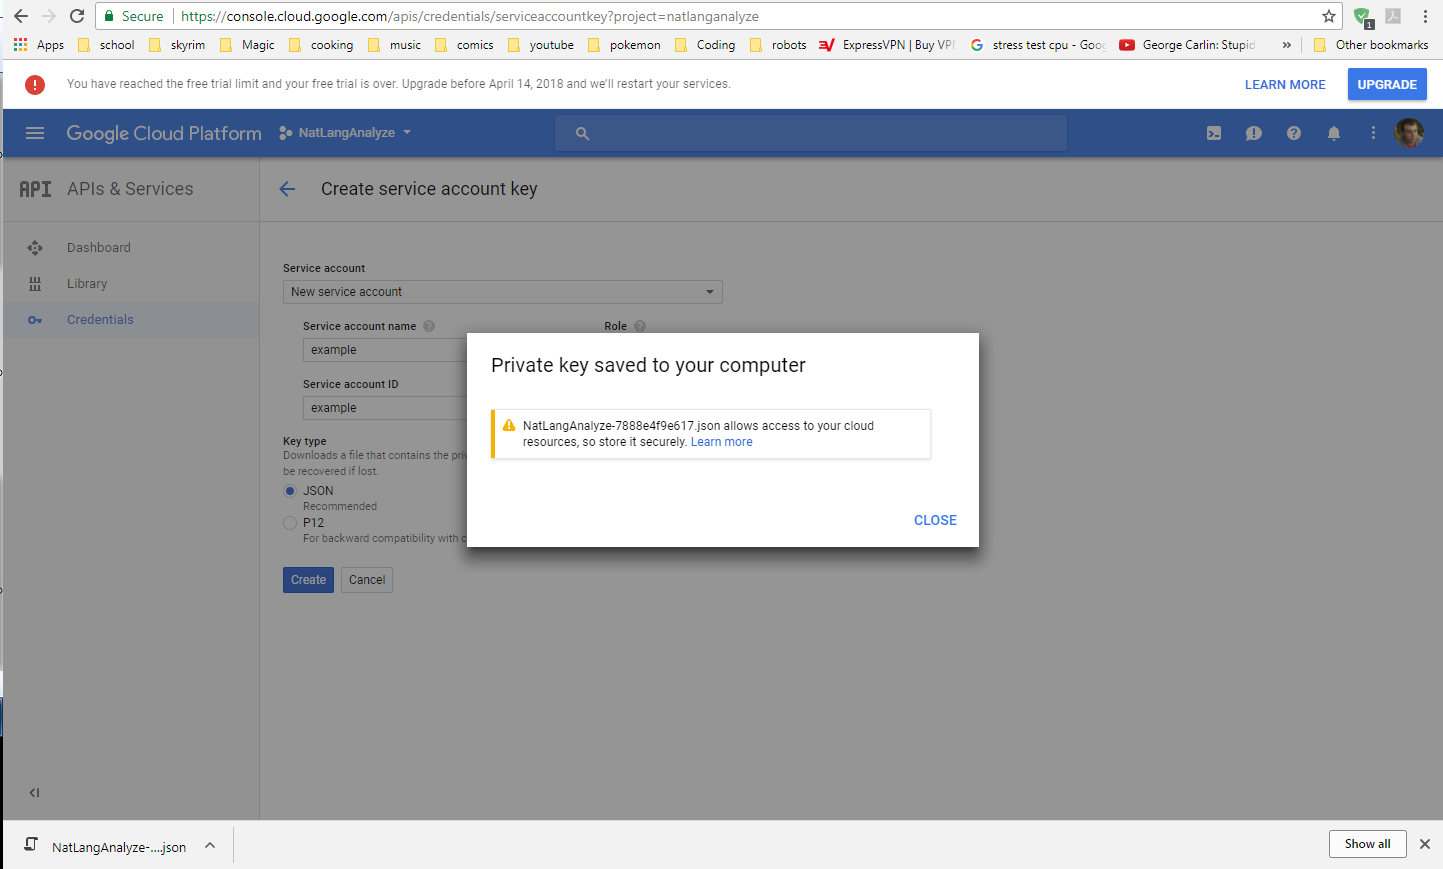 Secure https://console.cloud.google.com/apis/credentials/serviceaccountkey?project=natlanganalyze
1
Apps school skyrim Magic cooking music comics youtube pokemon Coding robots ExpressVPN | Buy VP stress test cpu - Goog George Carlin: Stupid » Other bookmarks
You have reached the free trial limit and your free trial is over. Upgrade before April 14, 2018 and we'll restart your services. LEARN MORE UPGRADE
Google Cloud Platform NatLangAnalyze
API APIs & Services Create service account key
Dashboard
Library
Credentials
Service account
New service account
Service account name Role
example
Service account ID
example
Key type
Downloads a file that contains the priv
be recovered if lost.
JSON
Recommended
P12
For backward compatibility with c
Create Cancel
Private key saved to your computer
NatLangAnalyze-7888e4f9e617.json allows access to your cloud
resources, so store it securely. Learn more
CLOSE
NatLangAnalyze-....json Show all